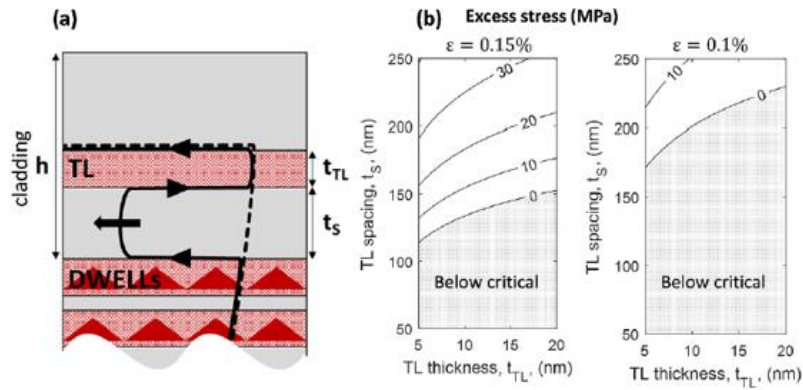 (a)
cladding
h
TL
t_TL
t_S
DWELLs
(b)
Excess stress (MPa)
ε = 0.15%
250
200
150
100
50
30
20
10
0
Below critical
5 10 15 20
TL spacing, t_S, (nm)
TL thickness, t_TL, (nm)
ε = 0.1%
250
200
150
100
50
10
0
Below critical
5 10 15 20
TL spacing, t_S, (nm)
TL thickness, t_TL, (nm)